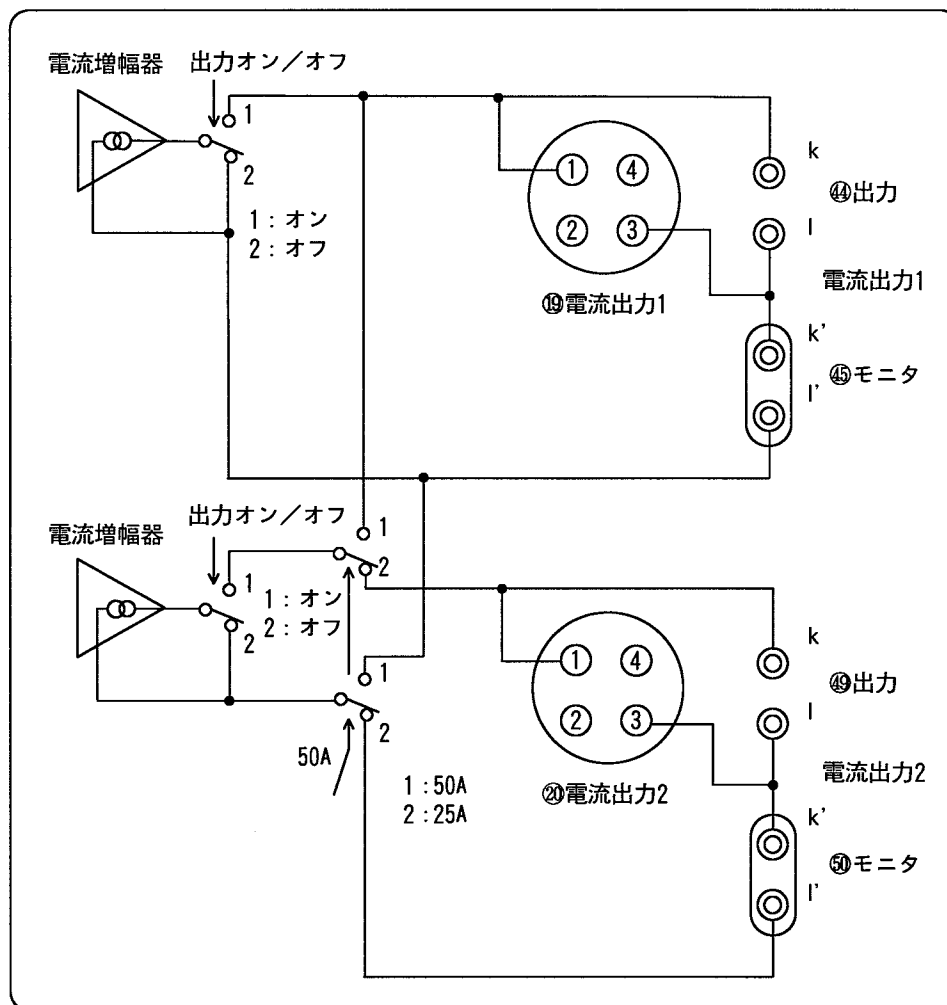 電流増幅器 出力オン／オフ
1
2
1：オン
2：オフ
1
4
2
3
⑲電流出力1
k
㊹出力
l
電流出力1
k'
㊺モニタ
l'
電流増幅器
出力オン／オフ
1
2
1
2
1：オン
2：オフ
1
2
50A
1：50A
2：25A
1
4
2
3
⑳電流出力2
k
㊾出力
l
電流出力2
k'
㊿モニタ
l'